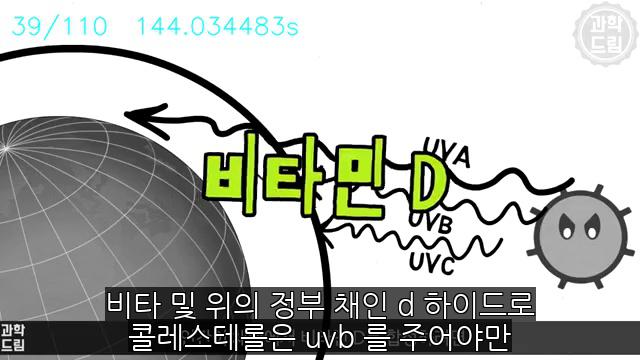 39/110 144.034483s
과학
드림
UVA
비타민 D
UVB
UVC
비타 및 위의 정부 채인 d 하이드로
콜레스테롤은 uvb 를 주어야만
과학
드림